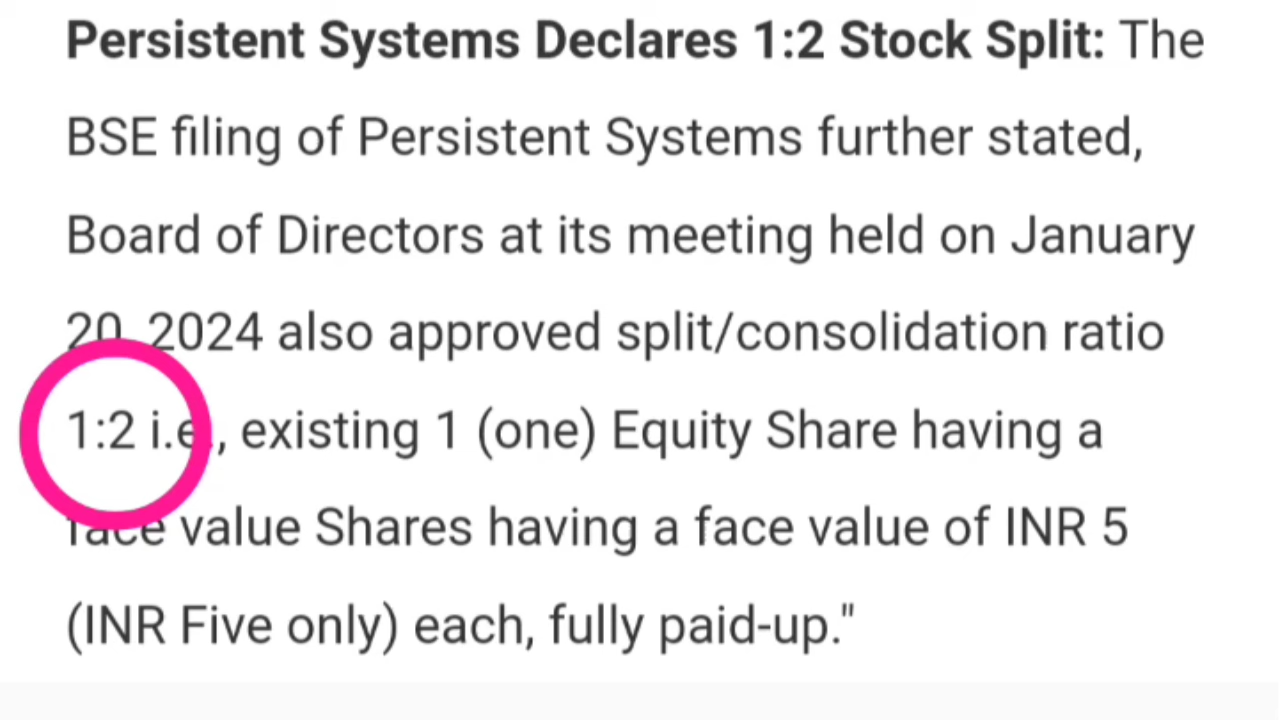 Persistent Systems Declares 1:2 Stock Split: The
BSE filing of Persistent Systems further stated,
Board of Directors at its meeting held on January
20, 2024 also approved split/consolidation ratio
1:2 i.e., existing 1 (one) Equity Share having a
face value Shares having a face value of INR 5
(INR Five only) each, fully paid-up."